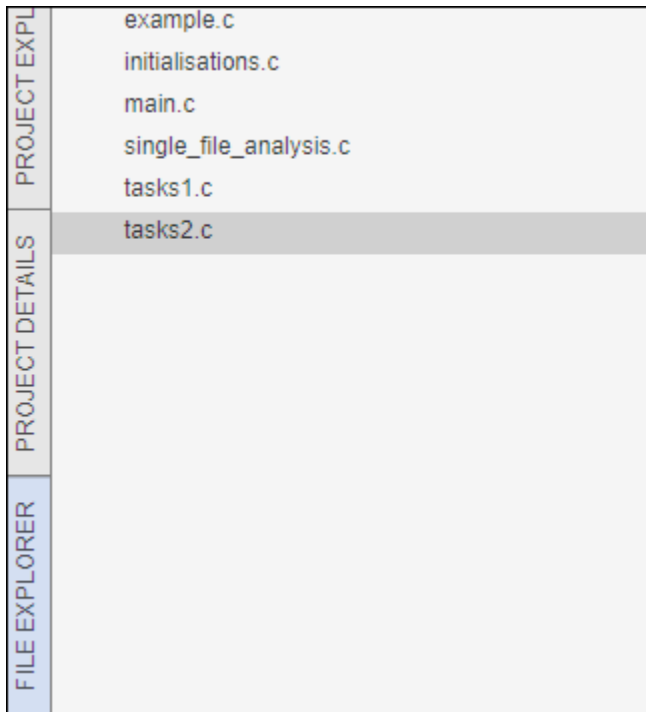 example.c
initialisations.c
main.c
single_file_analysis.c
tasks1.c
tasks2.c
PROJECT EXPL
PROJECT DETAILS
FILE EXPLORER